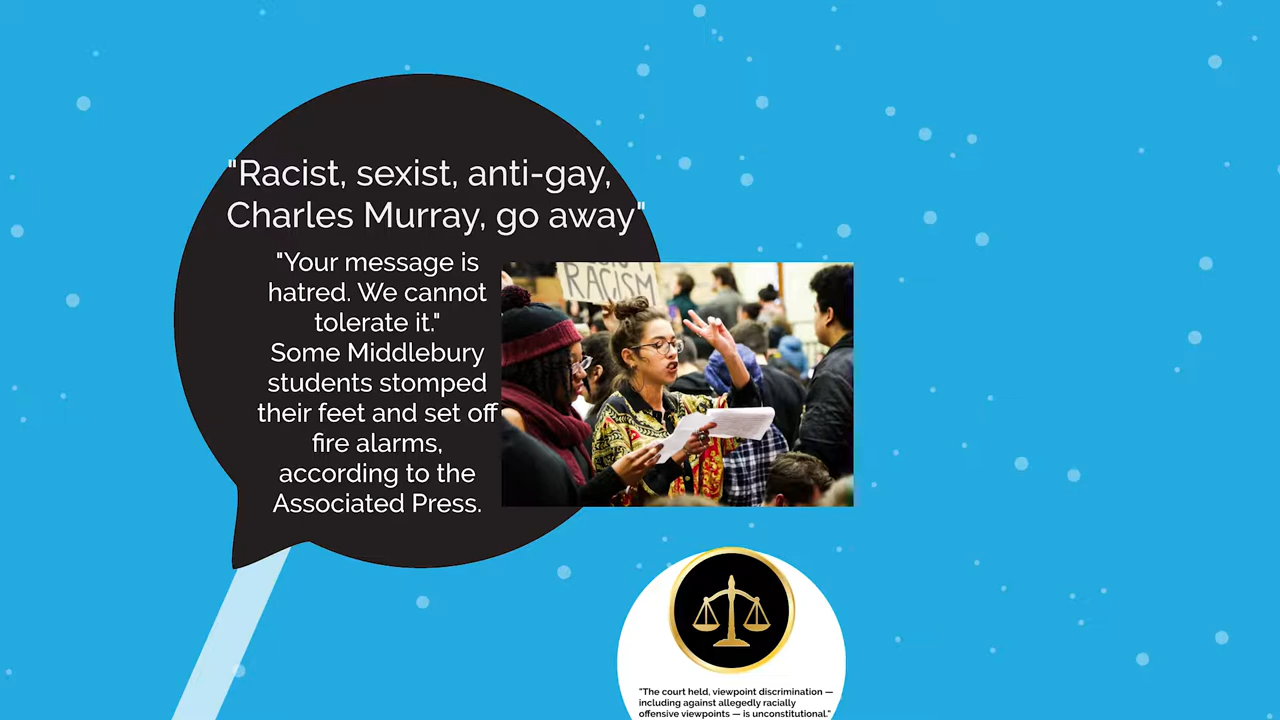 "Racist, sexist, anti-gay,
Charles Murray, go away"
"Your message is
hatred. We cannot
tolerate it."
Some Middlebury
students stomped
their feet and set off
fire alarms,
according to the
Associated Press.
RACISM
"The court held, viewpoint discrimination —
including against allegedly racially
offensive viewpoints — is unconstitutional."